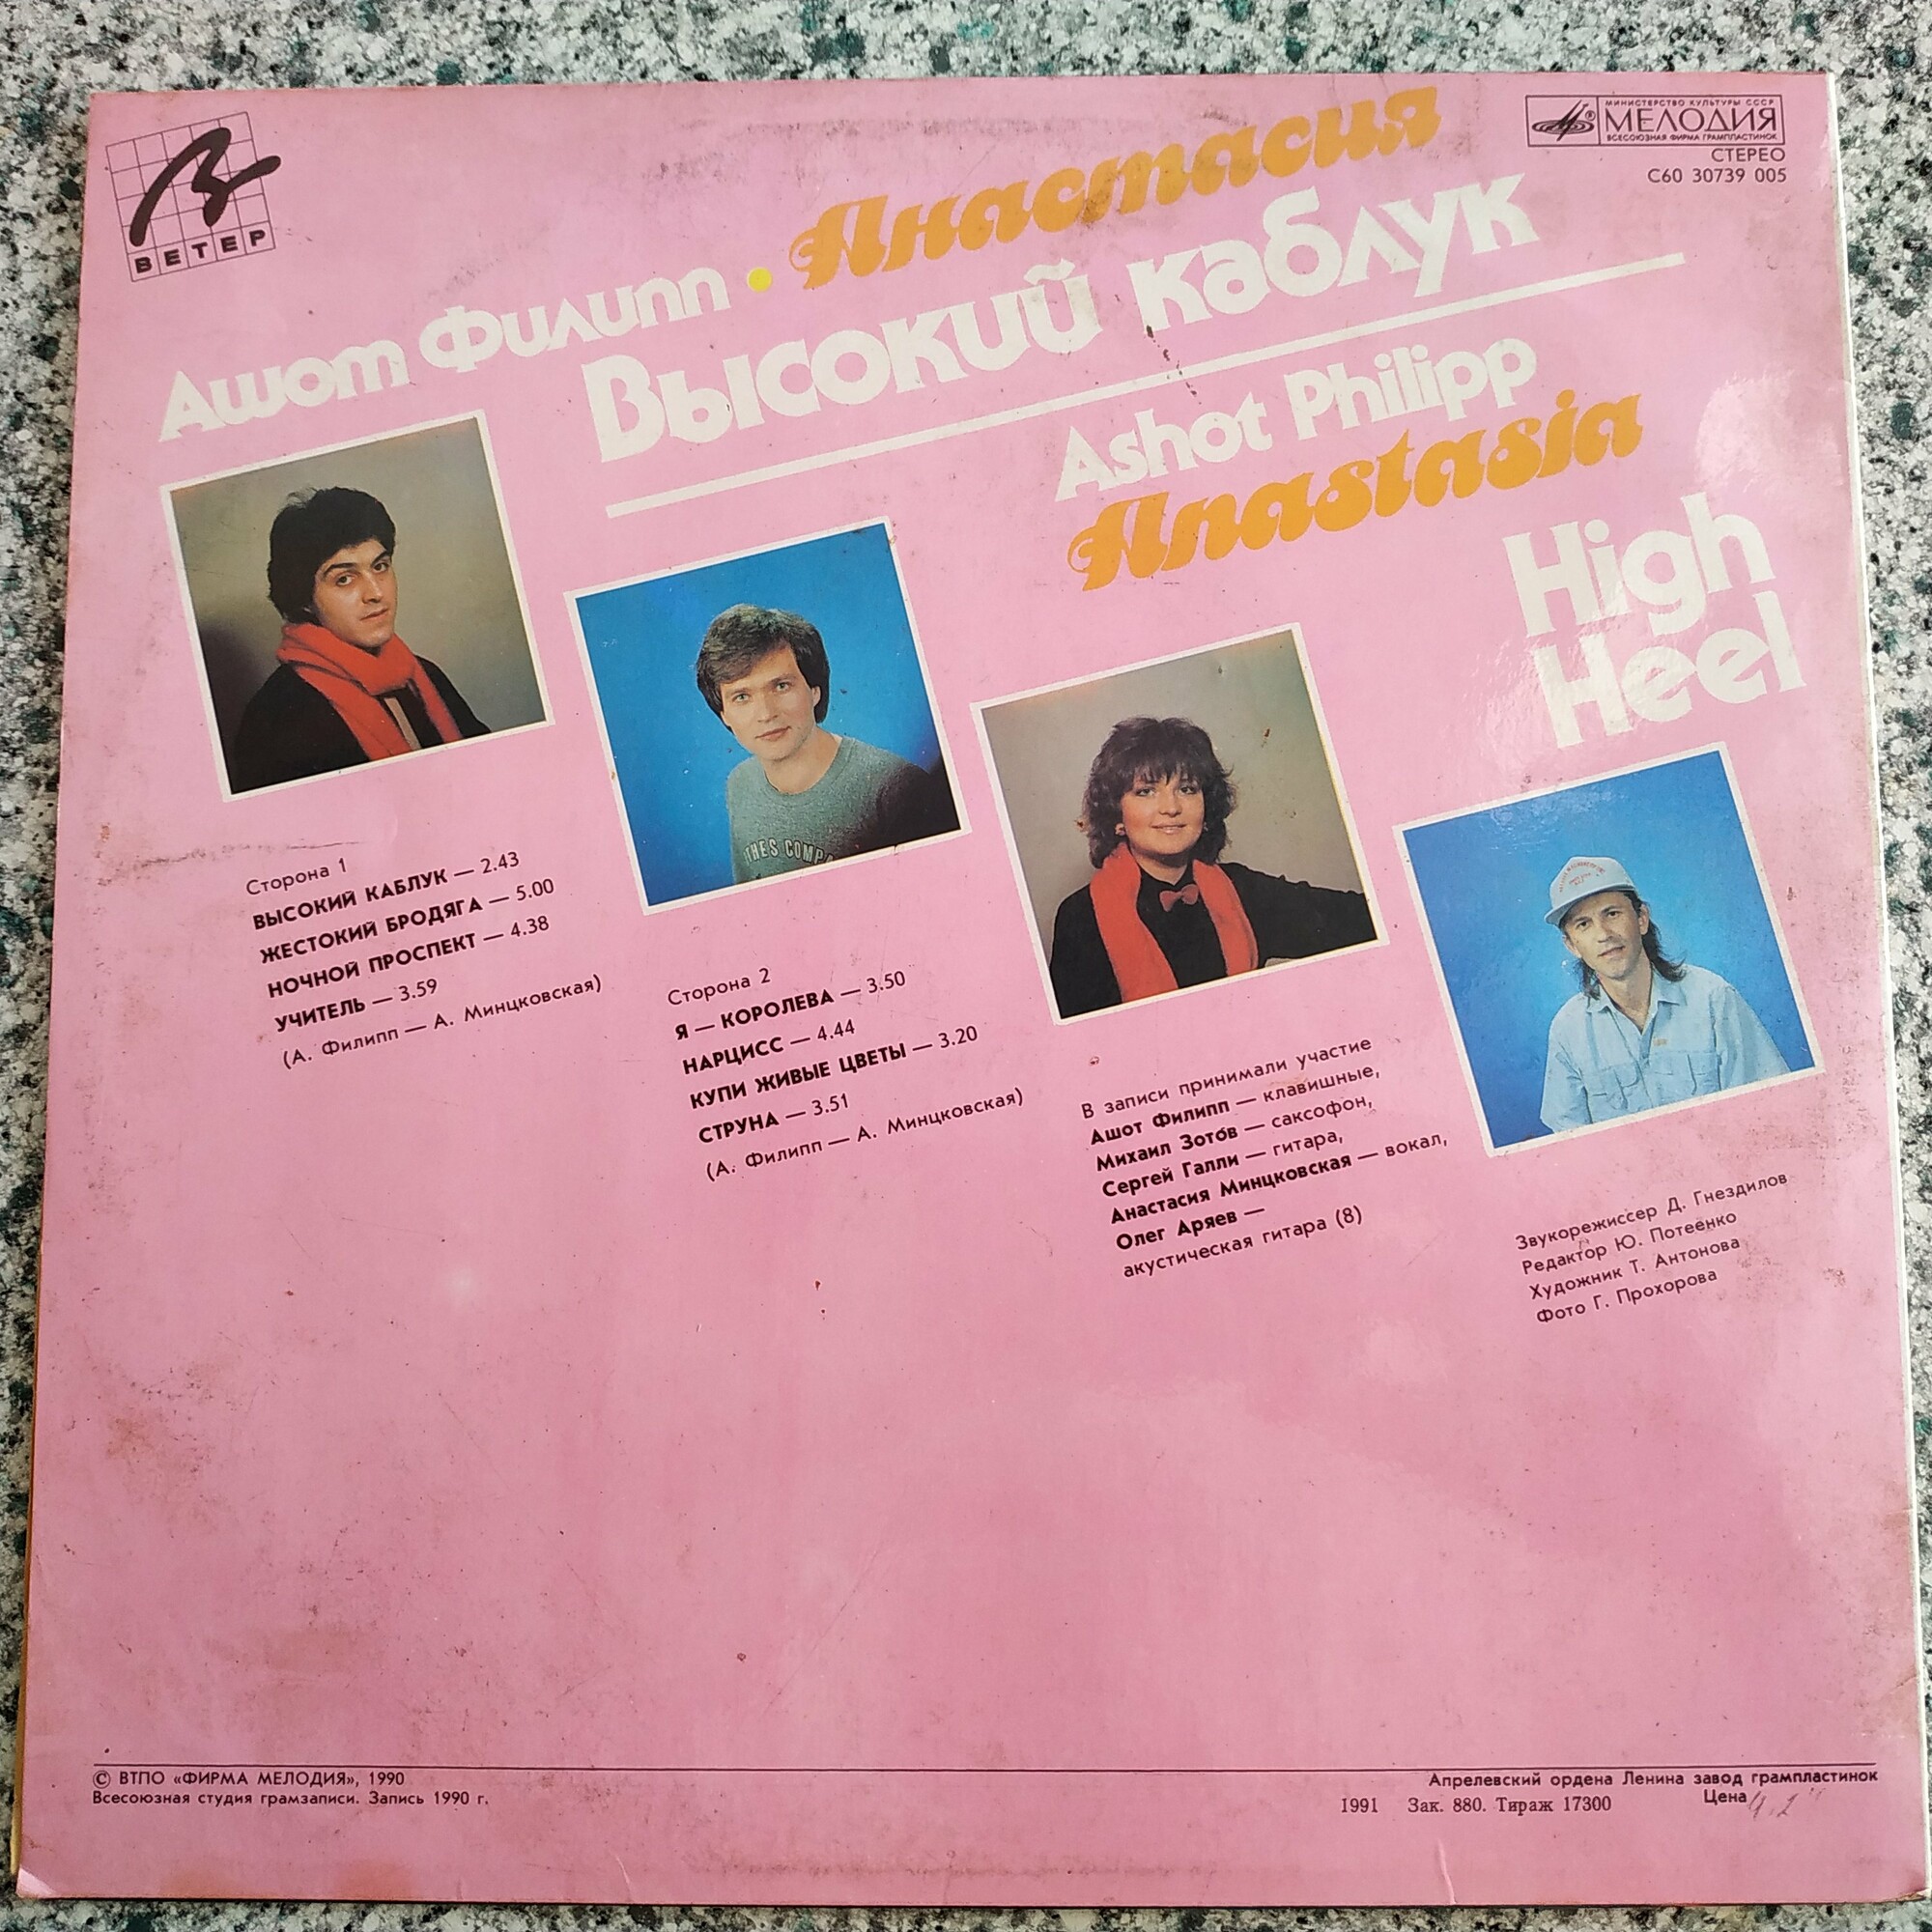 ВЕТЕР
МИНИСТЕРСТВО КУЛЬТУРЫ СССР
МЕЛОДИЯ
ВСЕСОЮЗНАЯ ФИРМА ГРАМПЛАСТИНОК
СТЕРЕО
С60 30739 005
Ашот Филипп • Анастасия
Высокий каблук
Ashot Philipp
Anastasia
High
Heel
Сторона 1
ВЫСОКИЙ КАБЛУК — 2.43
ЖЕСТОКИЙ БРОДЯГА — 5.00
НОЧНОЙ ПРОСПЕКТ — 4.38
УЧИТЕЛЬ — 3.59
(А. Филипп — А. Минцковская)
Сторона 2
Я — КОРОЛЕВА — 3.50
НАРЦИСС — 4.44
КУПИ ЖИВЫЕ ЦВЕТЫ — 3.20
СТРУНА — 3.51
(А. Филипп — А. Минцковская)
В записи принимали участие
Ашот Филипп — клавишные,
Михаил Зотов — саксофон,
Сергей Галли — гитара,
Анастасия Минцковская — вокал,
Олег Аряев —
акустическая гитара (8)
Звукорежиссер Д. Гнездилов
Редактор Ю. Потеенко
Художник Т. Антонова
Фото Г. Прохорова
© ВТПО «ФИРМА МЕЛОДИЯ», 1990
Всесоюзная студия грамзаписи. Запись 1990 г.
Апрелевский ордена Ленина завод грампластинок
1991 Зак. 880. Тираж 17300 Цена